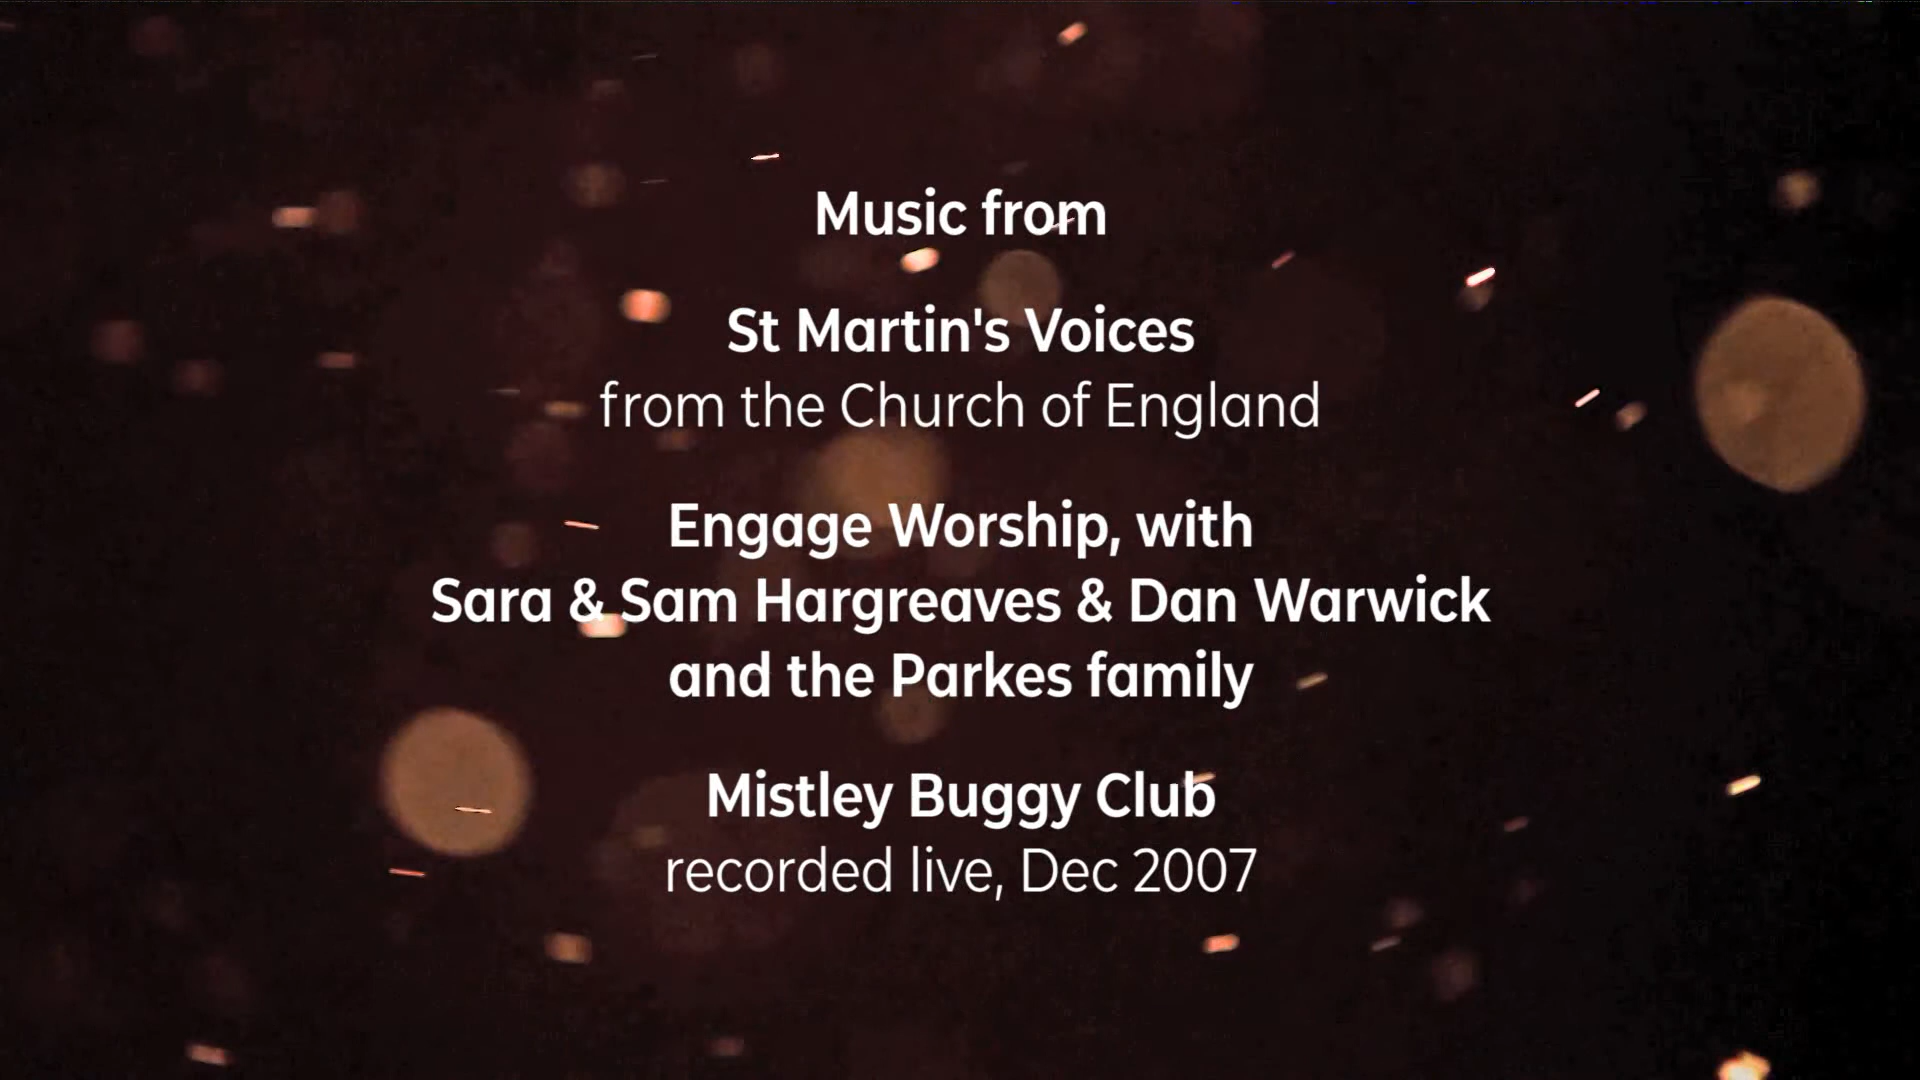 Music from
St Martin's Voices
from the Church of England
Engage Worship, with
Sara & Sam Hargreaves & Dan Warwick
and the Parkes family
Mistley Buggy Club
recorded live, Dec 2007